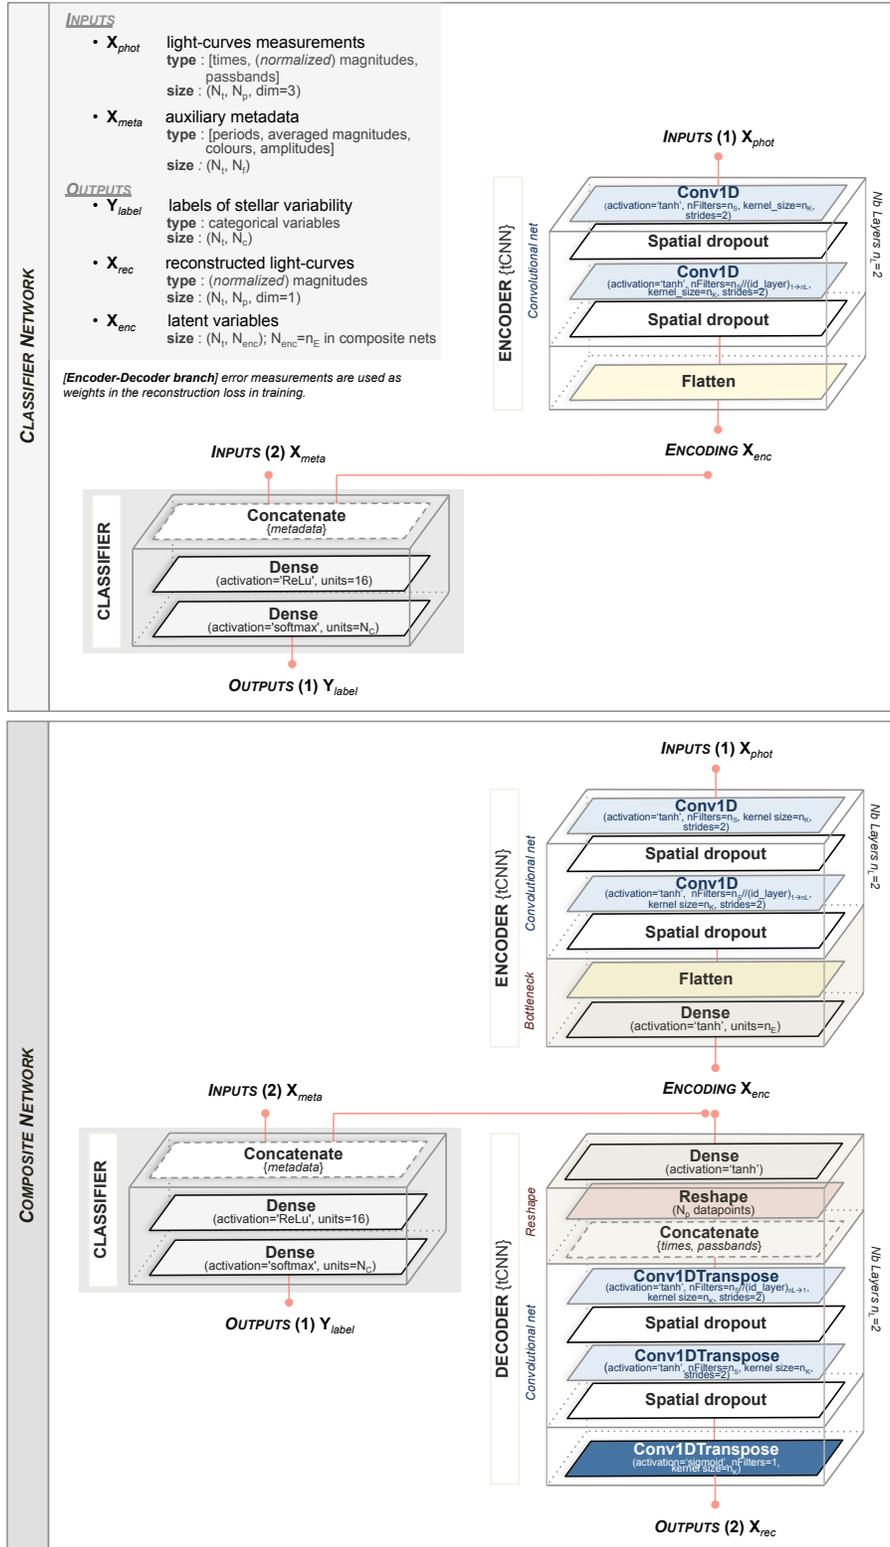 CLASSIFIER NETWORK
INPUTS
• X_phot light-curves measurements
type : [times, (normalized) magnitudes,
passbands]
size : (N_t, N_p, dim=3)
• X_meta auxiliary metadata
type : [periods, averaged magnitudes,
colours, amplitudes]
size : (N_t, N_f)
OUTPUTS
• Y_label labels of stellar variability
type : categorical variables
size : (N_t, N_c)
• X_rec reconstructed light-curves
type : (normalized) magnitudes
size : (N_t, N_p, dim=1)
• X_enc latent variables
size : (N_t, N_enc); N_enc=n_E in composite nets
[Encoder-Decoder branch] error measurements are used as
weights in the reconstruction loss in training.
INPUTS (1) X_phot
ENCODER {tCNN}
Convolutional net
Nb Layers n_L=2
Conv1D
(activation='tanh', nFilters=n_S, kernel_size=n_K,
strides=2)
Spatial dropout
Conv1D
(activation='tanh', nFilters=n_S//(id_layer)_1→nL,
kernel_size=n_K, strides=2)
Spatial dropout
Flatten
ENCODING X_enc
INPUTS (2) X_meta
CLASSIFIER
Concatenate
{metadata}
Dense
(activation='ReLu', units=16)
Dense
(activation='softmax', units=N_C)
OUTPUTS (1) Y_label
COMPOSITE NETWORK
INPUTS (1) X_phot
ENCODER {tCNN}
Convolutional net
Bottleneck
Nb Layers n_L=2
Conv1D
(activation='tanh', nFilters=n_S, kernel size=n_K,
strides=2)
Spatial dropout
Conv1D
(activation='tanh', nFilters=n_S//(id_layer)_1→nL,
kernel size=n_K, strides=2)
Spatial dropout
Flatten
Dense
(activation='tanh', units=n_E)
ENCODING X_enc
INPUTS (2) X_meta
CLASSIFIER
Concatenate
{metadata}
Dense
(activation='ReLu', units=16)
Dense
(activation='softmax', units=N_C)
OUTPUTS (1) Y_label
DECODER {tCNN}
Reshape
Convolutional net
Nb Layers n_L=2
Dense
(activation='tanh')
Reshape
(N_p datapoints)
Concatenate
{times, passbands}
Conv1DTranspose
(activation='tanh', nFilters=n_S//(id_layer)_nL→1,
kernel size=n_K, strides=2)
Spatial dropout
Conv1DTranspose
(activation='tanh', nFilters=n_S, kernel size=n_K,
strides=2)
Spatial dropout
Conv1DTranspose
(activation='sigmoid', nFilters=1,
kernel size=n_K)
OUTPUTS (2) X_rec